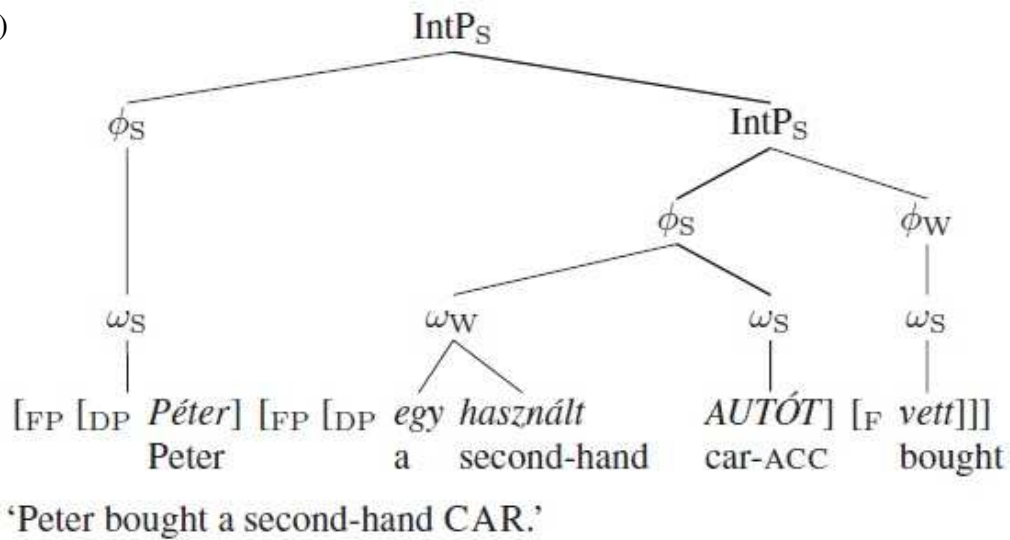 )
IntP_S
ϕ_S IntP_S
ϕ_S ϕ_W
ω_S ω_W ω_S ω_S
[FP [DP Péter] [FP [DP egy használt AUTÓT] [F vett]]]
Peter a second-hand car-ACC bought
‘Peter bought a second-hand CAR.’